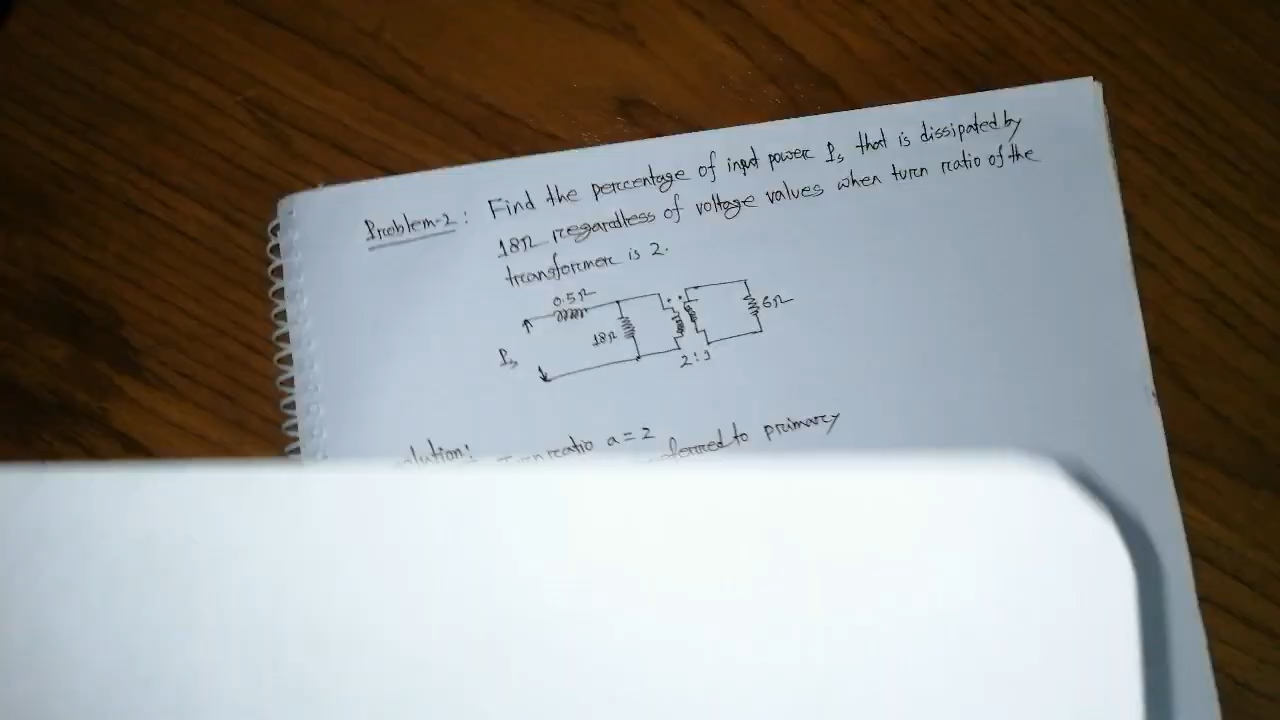 Problem-2: Find the percentage of input power Ps that is dissipated by
18Ω regardless of voltage values when turn ratio of the
transformer is 2.
0.5Ω
18Ω
6Ω
Ps
2:1
lution: Turn ratio a = 2
ferred to primary